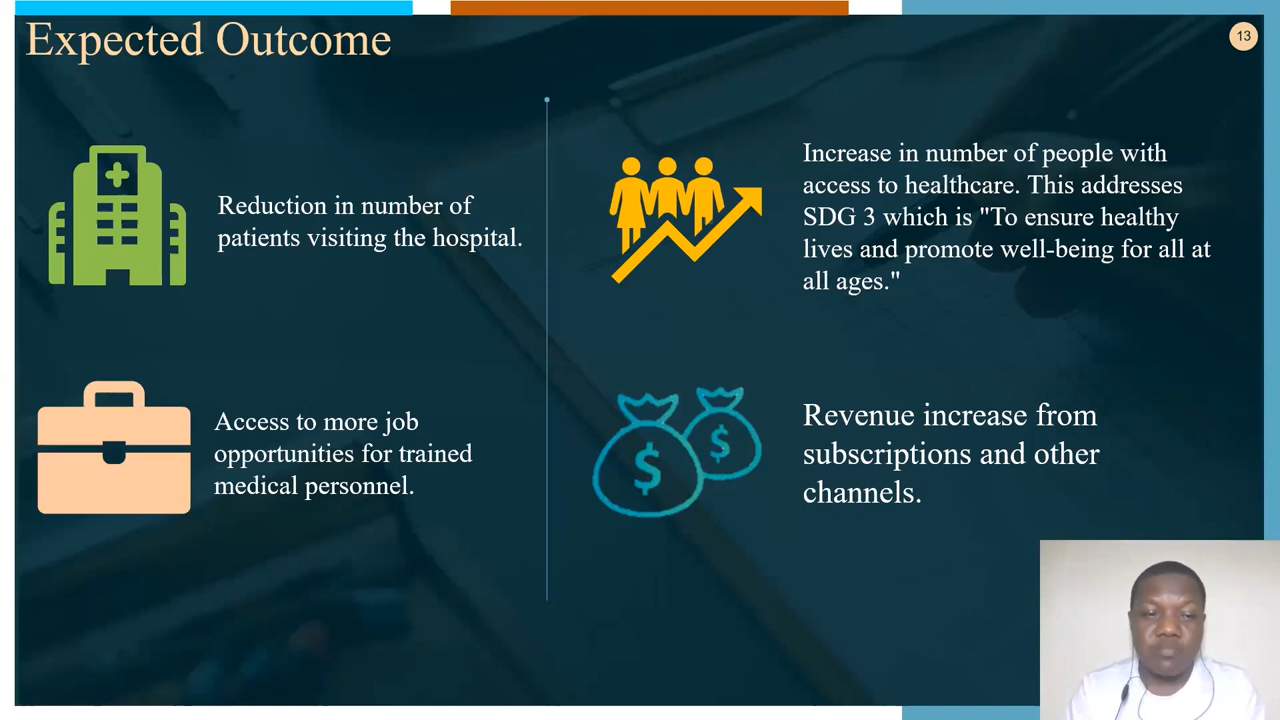 Expected Outcome
13
Reduction in number of
patients visiting the hospital.
Increase in number of people with
access to healthcare. This addresses
SDG 3 which is "To ensure healthy
lives and promote well-being for all at
all ages."
Access to more job
opportunities for trained
medical personnel.
$
$
Revenue increase from
subscriptions and other
channels.